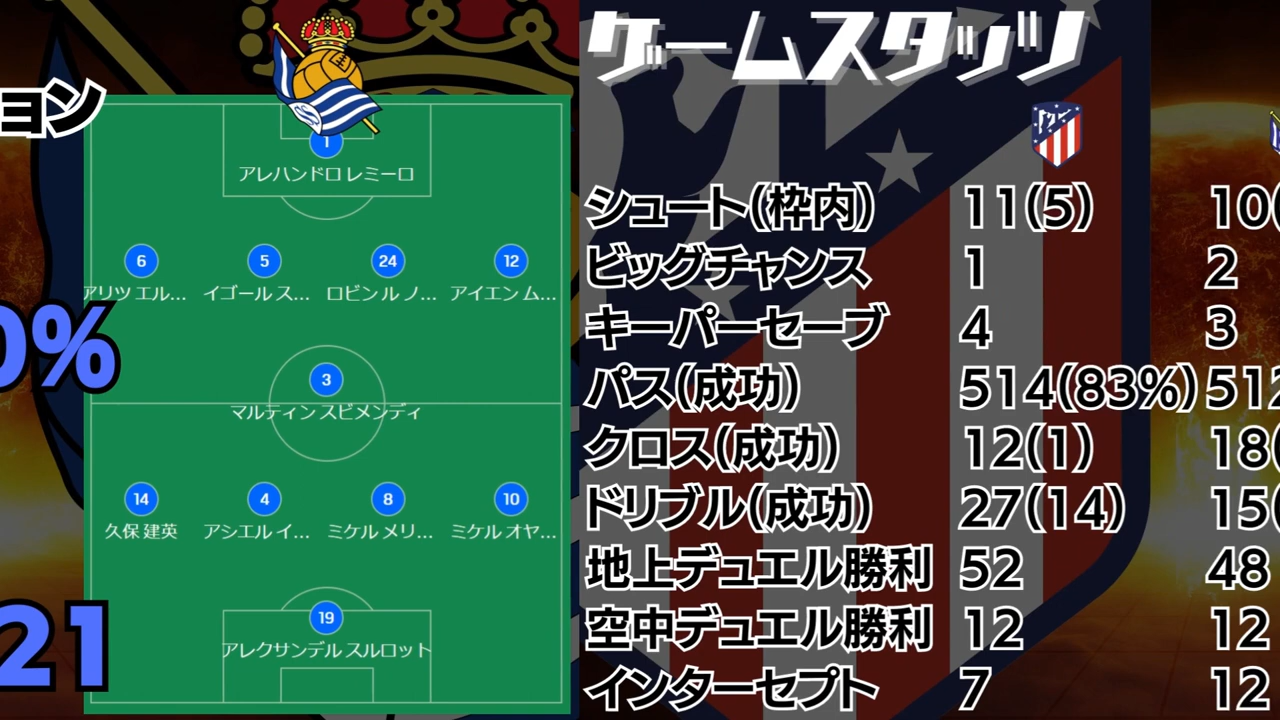 ョン
0%
21
1
アレハンドロ レミーロ
6 5 24 12
アリツ エル... イゴール ス... ロビン ル ノ... アイエン ム...
3
マルティン スビメンディ
14 4 8 10
久保 建英 アシエル イ... ミケル メリ... ミケル オヤ...
19
アレクサンデル スルロット
ゲームスタッツ
シュート(枠内) 11(5) 10(
ビッグチャンス 1 2
キーパーセーブ 4 3
パス(成功) 514(83%) 512
クロス(成功) 12(1) 18(
ドリブル(成功) 27(14) 15(
地上デュエル勝利 52 48
空中デュエル勝利 12 12
インターセプト 7 12